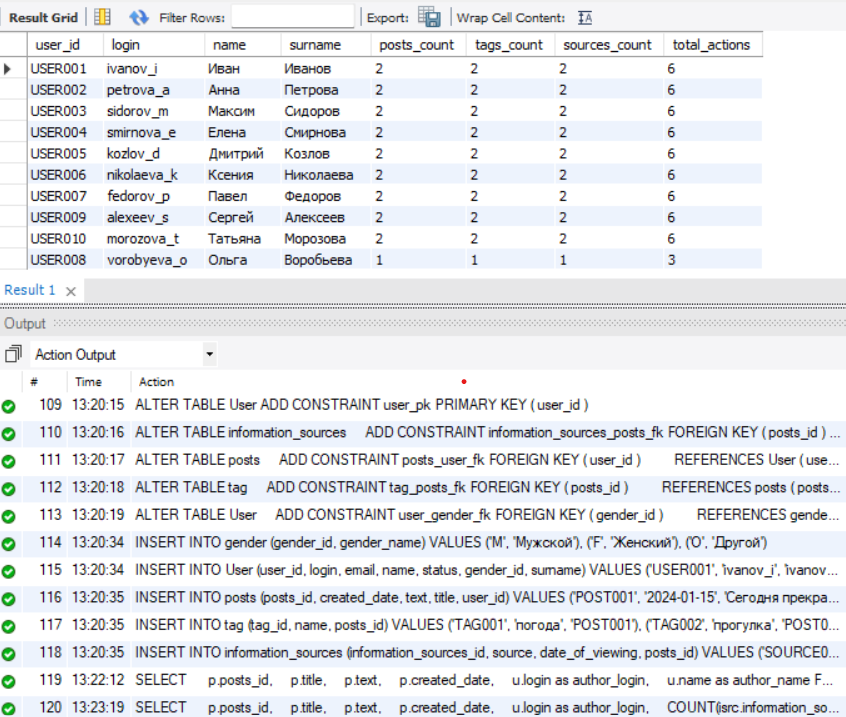 Result Grid Filter Rows: Export: Wrap Cell Content: IA
user_id login name surname posts_count tags_count sources_count total_actions
USER001 ivanov_i Иван Иванов 2 2 2 6
USER002 petrova_a Анна Петрова 2 2 2 6
USER003 sidorov_m Максим Сидоров 2 2 2 6
USER004 smirnova_e Елена Смирнова 2 2 2 6
USER005 kozlov_d Дмитрий Козлов 2 2 2 6
USER006 nikolaeva_k Ксения Николаева 2 2 2 6
USER007 fedorov_p Павел Федоров 2 2 2 6
USER009 alexeev_s Сергей Алексеев 2 2 2 6
USER010 morozova_t Татьяна Морозова 2 2 2 6
USER008 vorobyeva_o Ольга Воробьева 1 1 1 3
Result 1 ×
Output
Action Output
# Time Action
109 13:20:15 ALTER TABLE User ADD CONSTRAINT user_pk PRIMARY KEY ( user_id )
110 13:20:16 ALTER TABLE information_sources ADD CONSTRAINT information_sources_posts_fk FOREIGN KEY ( posts_id ) ...
111 13:20:17 ALTER TABLE posts ADD CONSTRAINT posts_user_fk FOREIGN KEY ( user_id ) REFERENCES User ( use...
112 13:20:18 ALTER TABLE tag ADD CONSTRAINT tag_posts_fk FOREIGN KEY ( posts_id ) REFERENCES posts ( posts...
113 13:20:19 ALTER TABLE User ADD CONSTRAINT user_gender_fk FOREIGN KEY ( gender_id ) REFERENCES gende...
114 13:20:34 INSERT INTO gender (gender_id, gender_name) VALUES ('M', 'Мужской'), ('F', 'Женский'), ('O', 'Другой')
115 13:20:34 INSERT INTO User (user_id, login, email, name, status, gender_id, surname) VALUES ('USER001', 'ivanov_i', 'ivanov...
116 13:20:35 INSERT INTO posts (posts_id, created_date, text, title, user_id) VALUES ('POST001', '2024-01-15', 'Сегодня прекра...
117 13:20:35 INSERT INTO tag (tag_id, name, posts_id) VALUES ('TAG001', 'погода', 'POST001'), ('TAG002', 'прогулка', 'POST0...
118 13:20:35 INSERT INTO information_sources (information_sources_id, source, date_of_viewing, posts_id) VALUES ('SOURCE0...
119 13:22:12 SELECT p.posts_id, p.title, p.text, p.created_date, u.login as author_login, u.name as author_name F...
120 13:23:19 SELECT p.posts_id, p.title, p.text, p.created_date, u.login as author_login, COUNT(isrc.information_so...